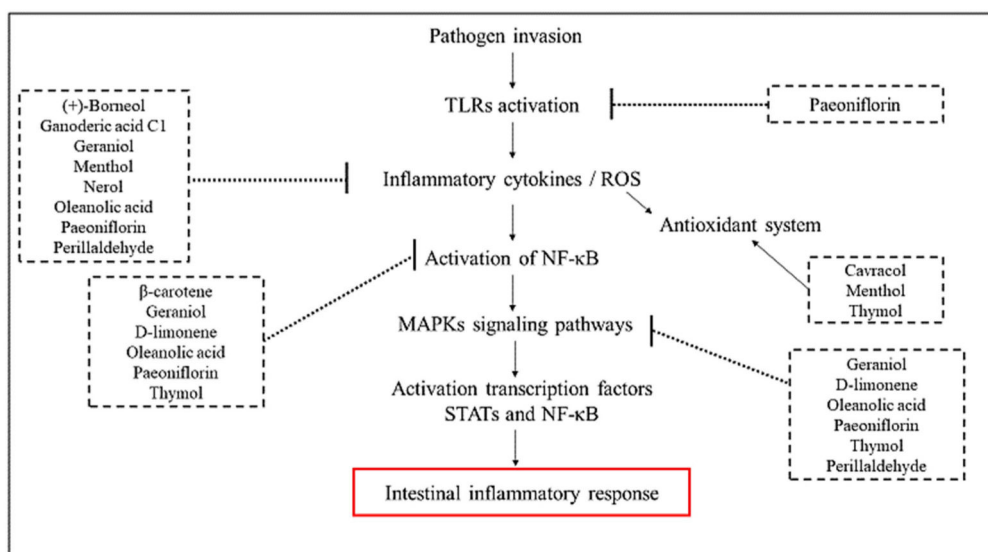 Pathogen invasion
TLRs activation
Paeoniflorin
(+)-Borneol
Ganoderic acid C1
Geraniol
Menthol
Nerol
Oleanolic acid
Paeoniflorin
Perillaldehyde
Inflammatory cytokines / ROS
Antioxidant system
Activation of NF-κB
Cavracol
Menthol
Thymol
β-carotene
Geraniol
D-limonene
Oleanolic acid
Paeoniflorin
Thymol
MAPKs signaling pathways
Geraniol
D-limonene
Oleanolic acid
Paeoniflorin
Thymol
Perillaldehyde
Activation transcription factors
STATs and NF-κB
Intestinal inflammatory response